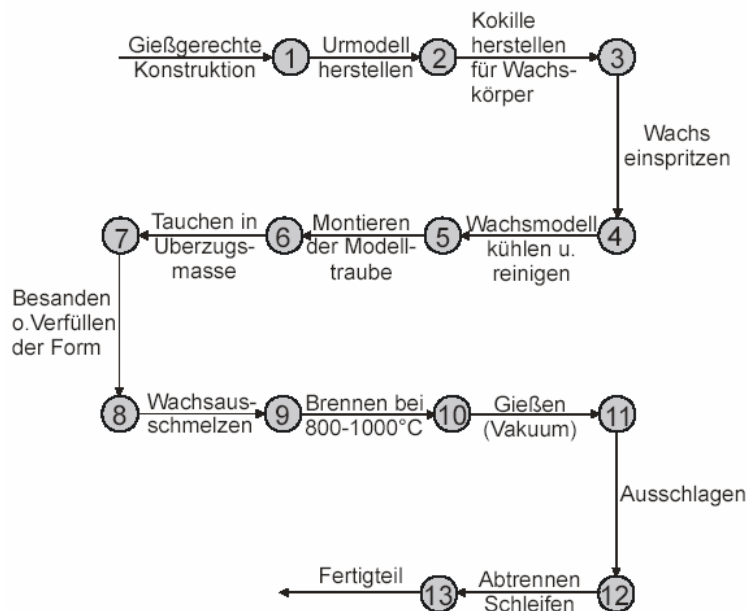 Gießgerechte
Konstruktion
1
Urmodell
herstellen
2
Kokille
herstellen
für Wachs-
körper
3
Wachs
einspritzen
4
Wachsmodell
kühlen u.
reinigen
5
Montieren
der Modell-
traube
6
Tauchen in
Überzugs-
masse
7
Besanden
o.Verfüllen
der Form
8
Wachsaus-
schmelzen
9
Brennen bei
800-1000°C
10
Gießen
(Vakuum)
11
Ausschlagen
12
Abtrennen
Schleifen
13
Fertigteil